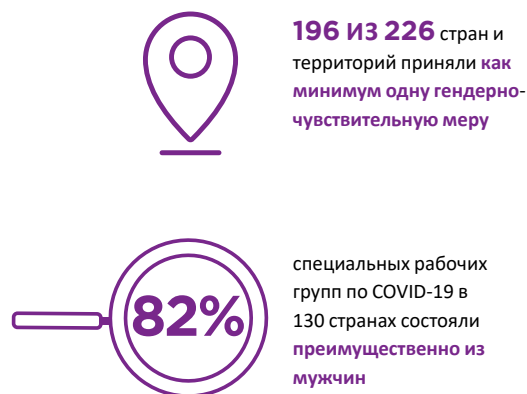 196 ИЗ 226 стран и
территорий приняли как
минимум одну гендерно-
чувствительную меру
82%
специальных рабочих
групп по COVID-19 в
130 странах состояли
преимущественно из
мужчин